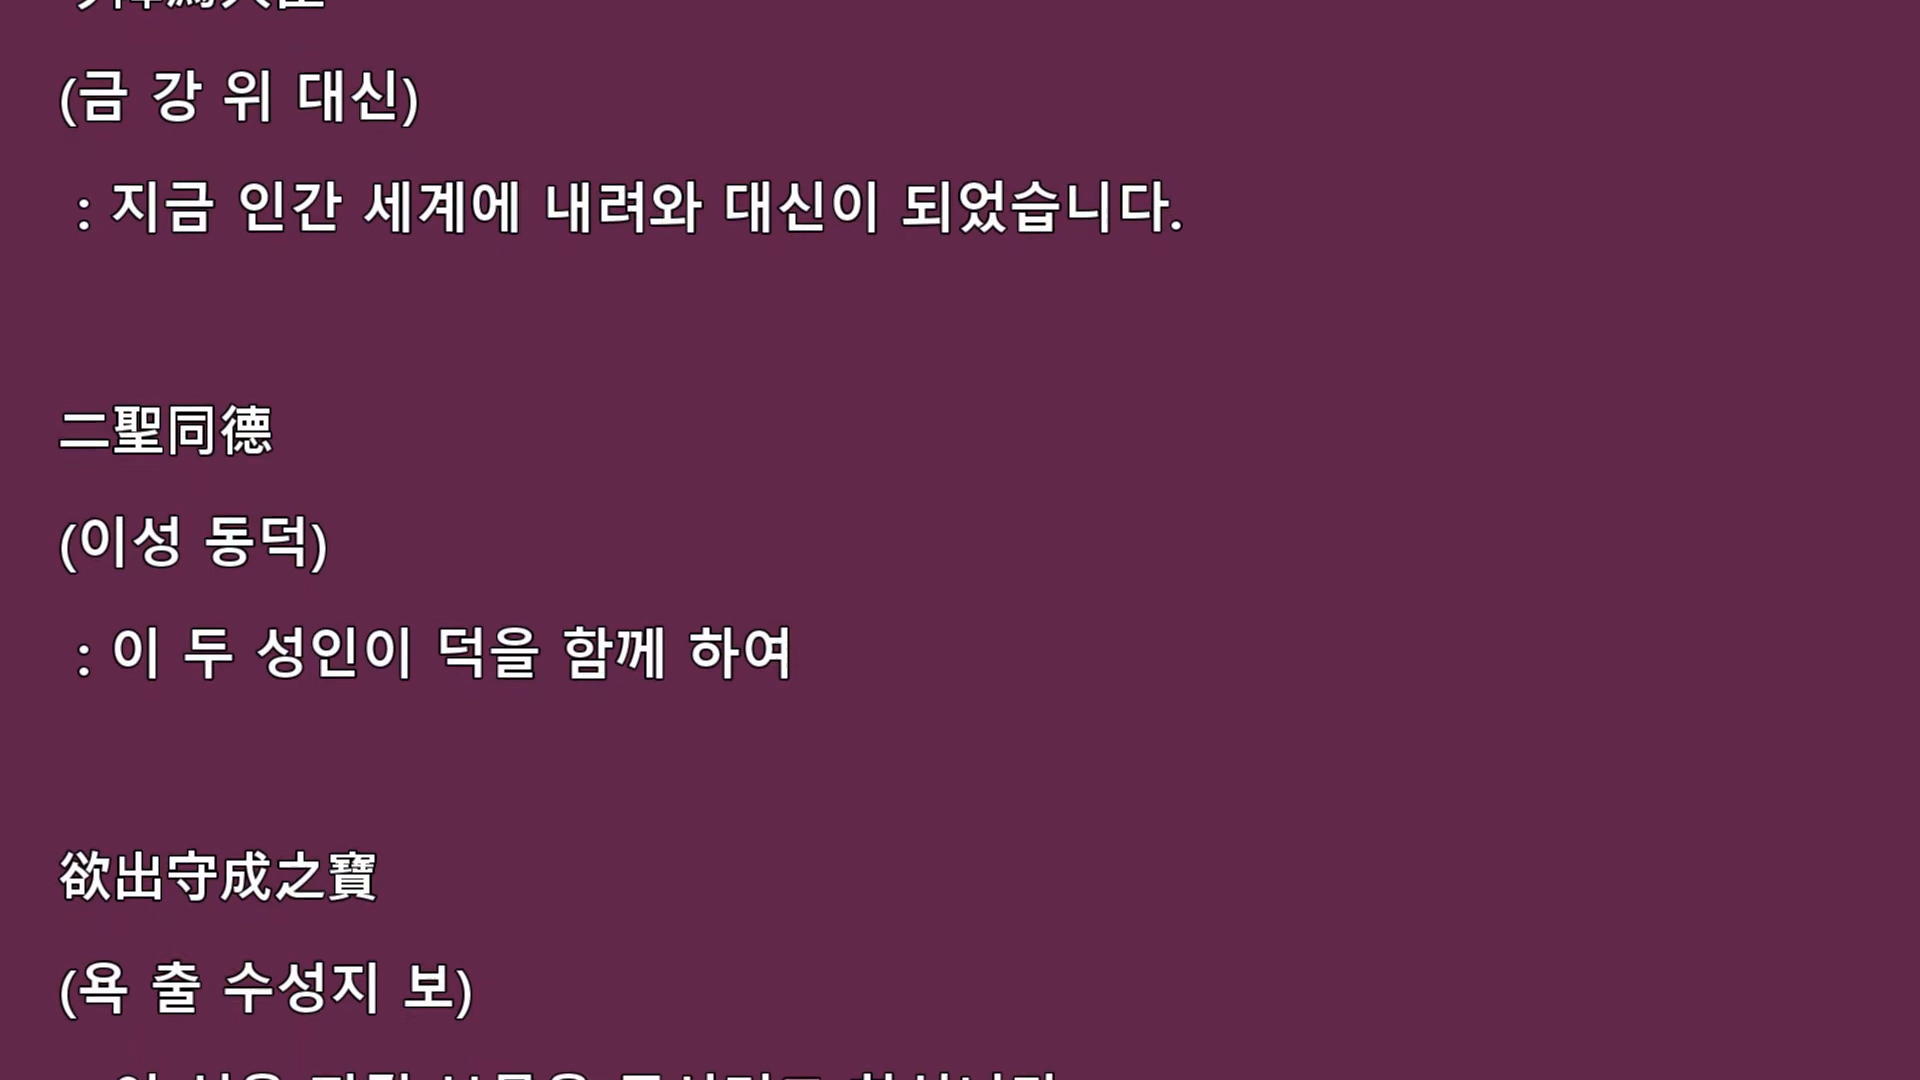 (금 강 위 대신)
: 지금 인간 세계에 내려와 대신이 되었습니다.
二聖同德
(이성 동덕)
: 이 두 성인이 덕을 함께 하여
欲出守成之寶
(욕 출 수성지 보)